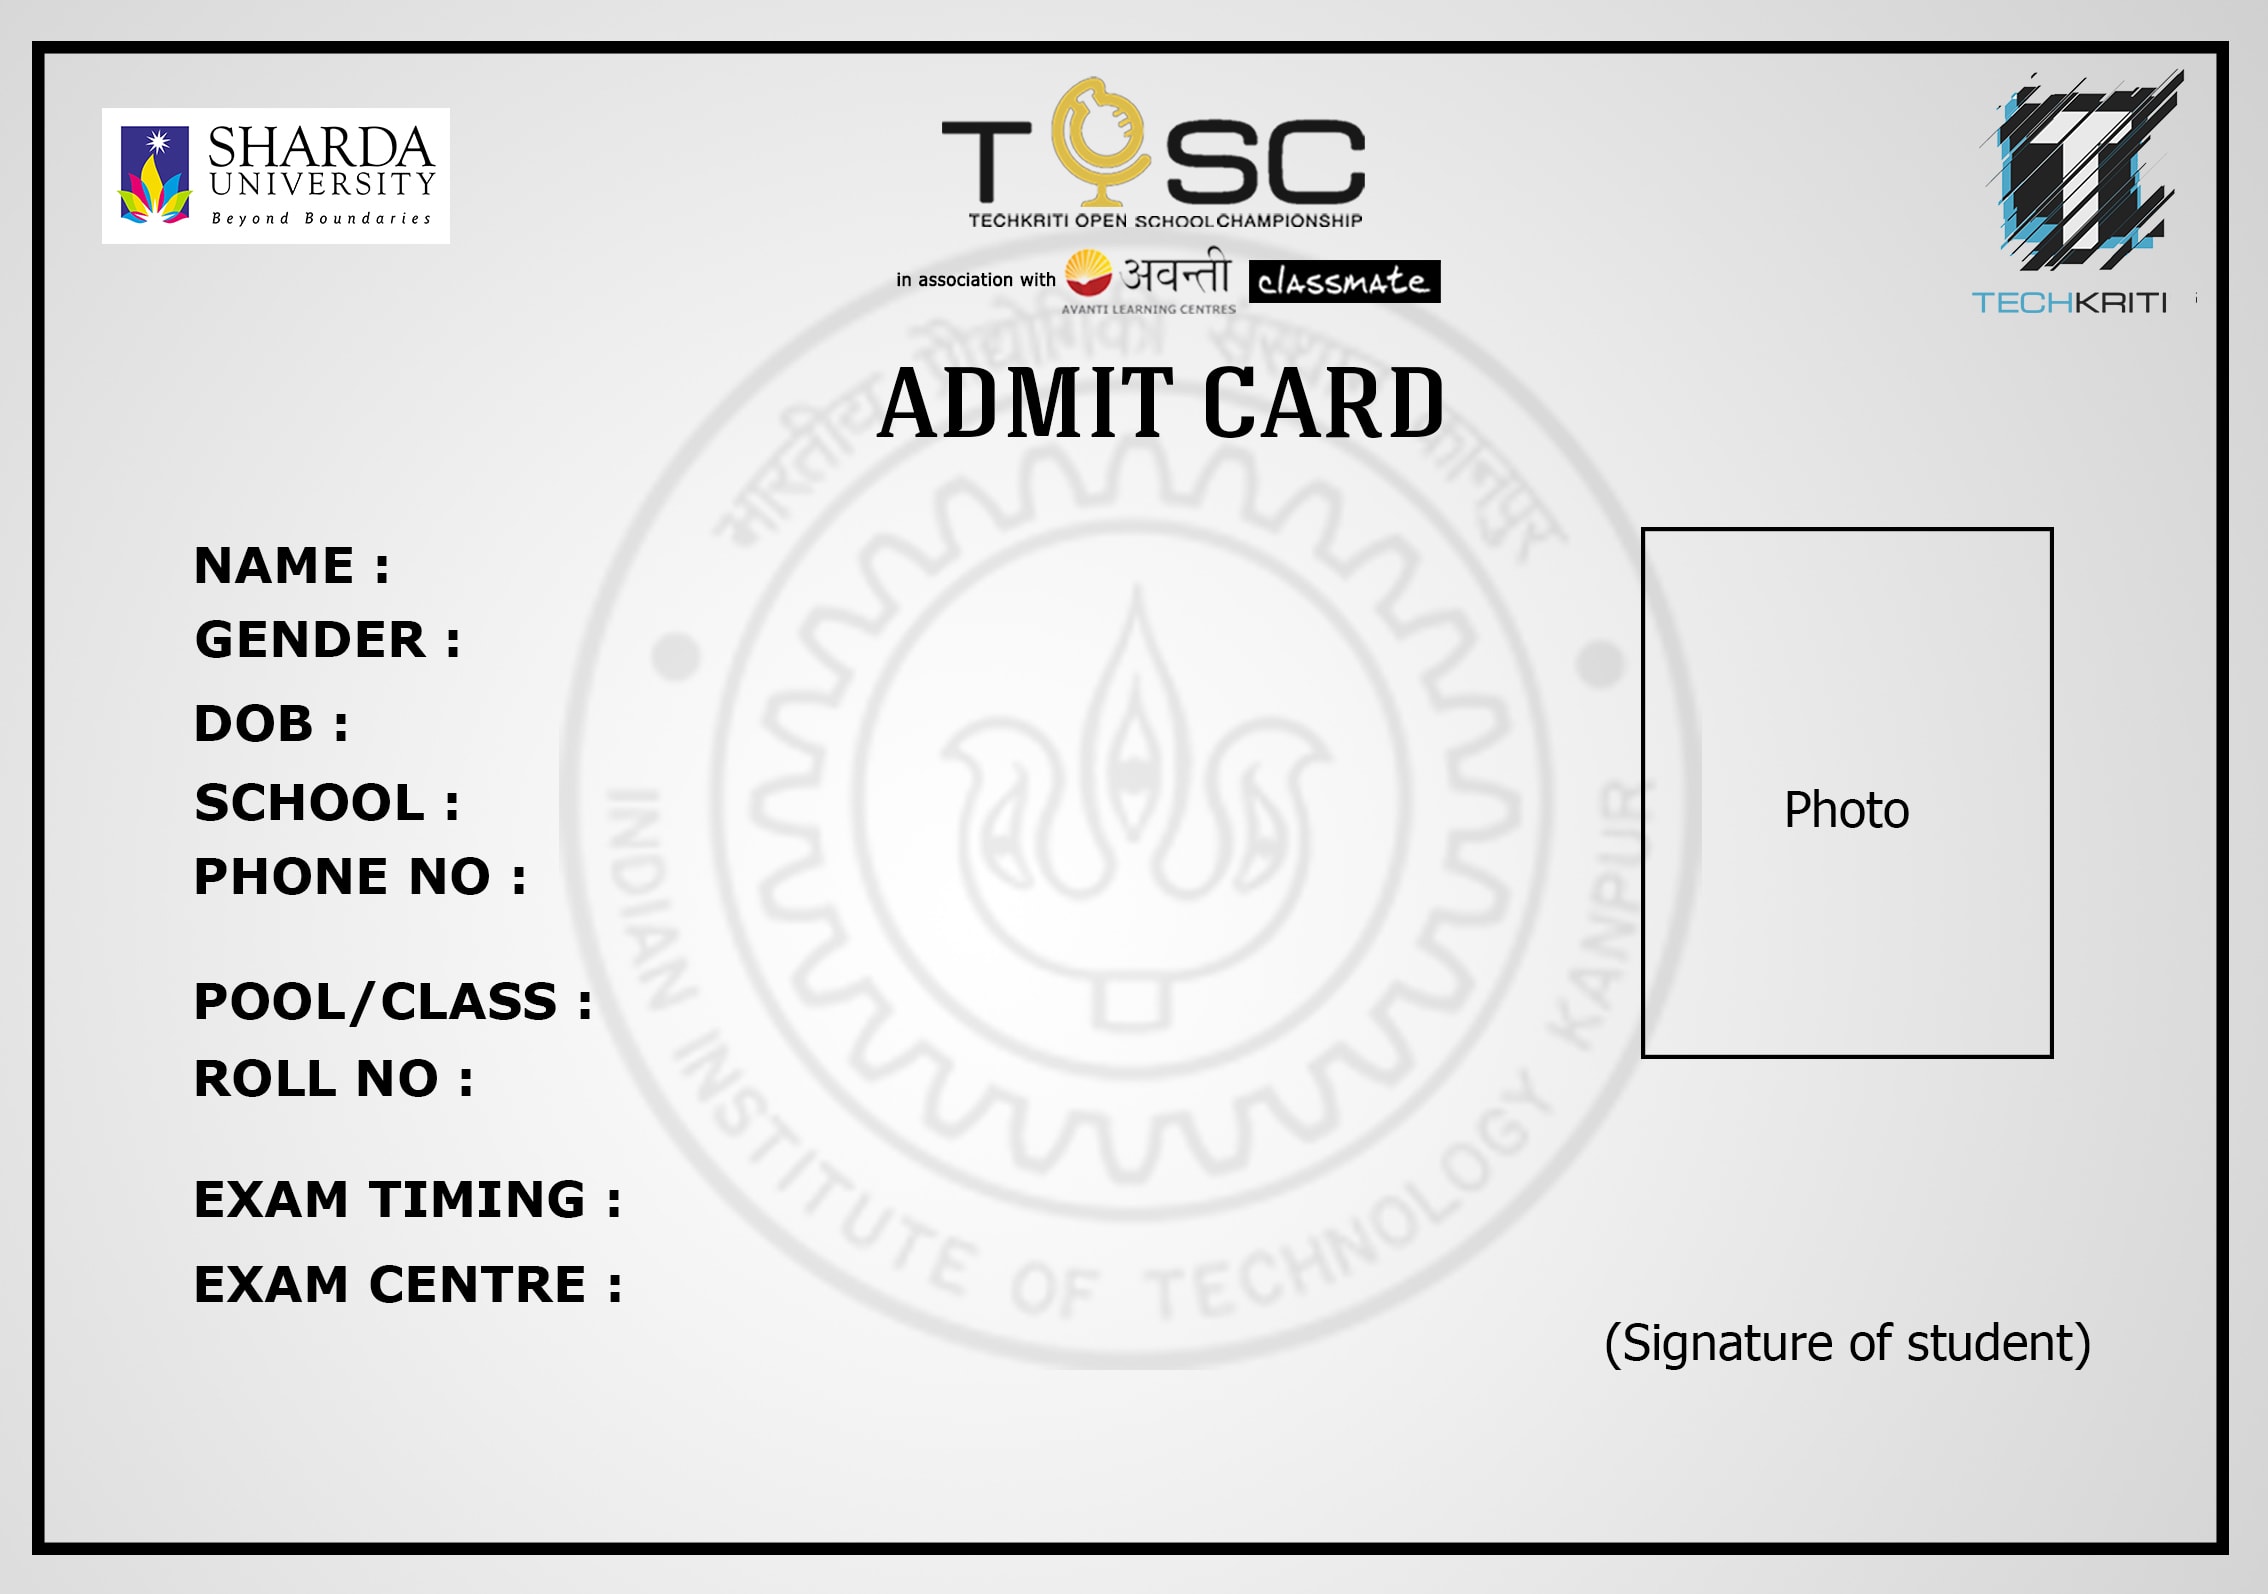 SHARDA
UNIVERSITY
Beyond Boundaries
TOSC
TECHKRITI OPEN SCHOOL CHAMPIONSHIP
in association with अवन्ती classmate
AVANTI LEARNING CENTRES
TECHKRITI
ADMIT CARD
भारतीय प्रौद्योगिकी संस्थान कानपुर
NAME :
GENDER :
DOB :
SCHOOL :
PHONE NO :
POOL/CLASS :
ROLL NO :
EXAM TIMING :
EXAM CENTRE :
Photo
(Signature of student)
INDIAN INSTITUTE OF TECHNOLOGY KANPUR